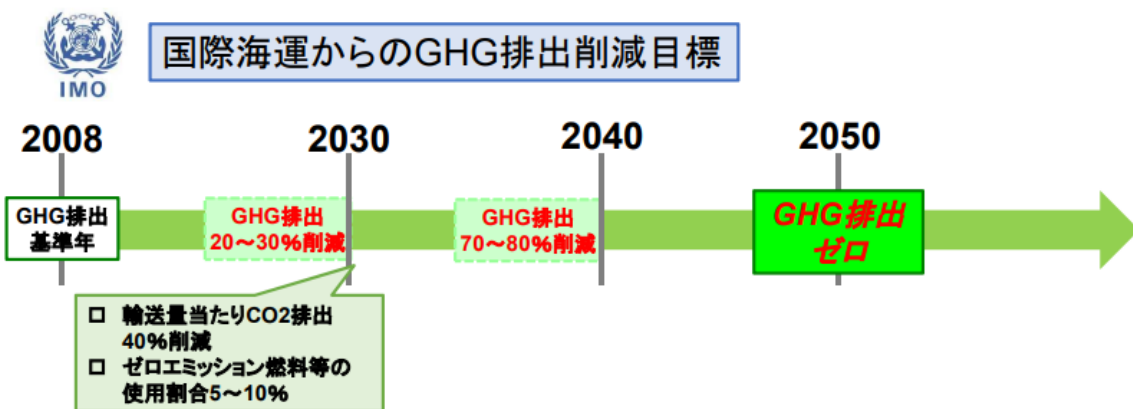 国際海運からのGHG排出削減目標
IMO
2008
2030
2040
2050
GHG排出
基準年
GHG排出
20～30%削減
GHG排出
70～80%削減
GHG排出
ゼロ
□ 輸送量当たりCO2排出
40%削減
□ ゼロエミッション燃料等の
使用割合5～10%